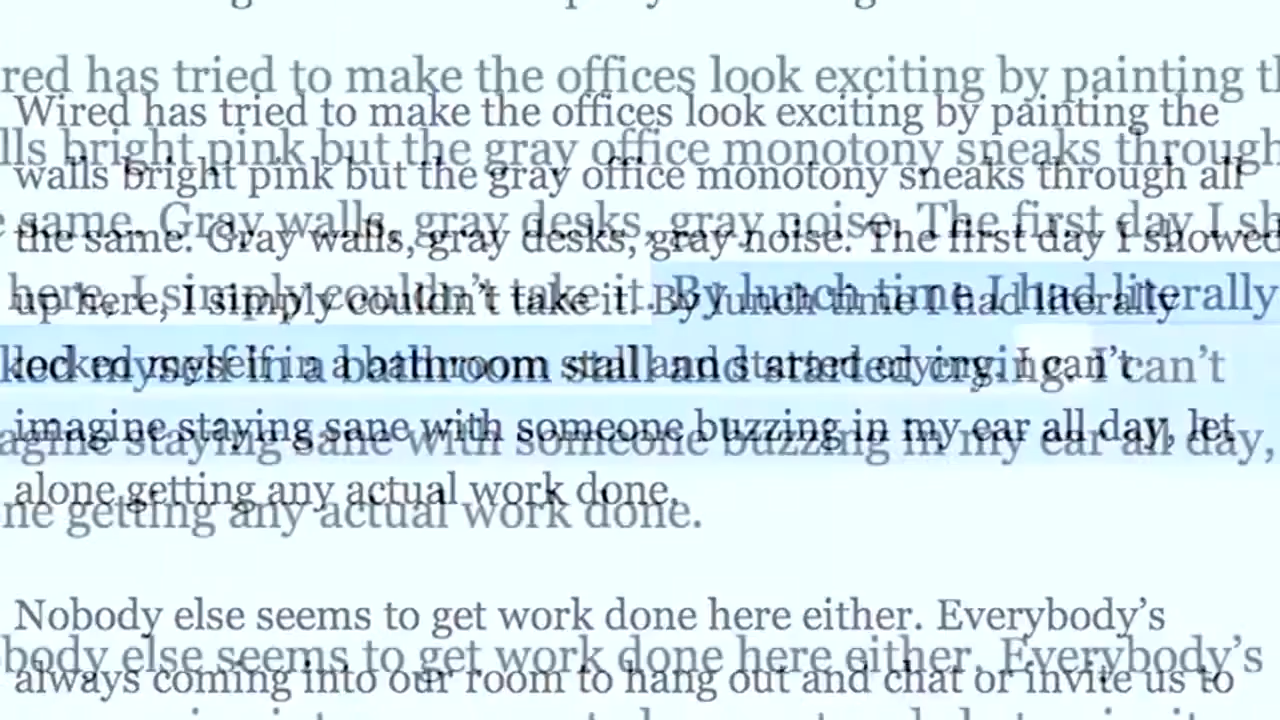 Wired has tried to make the offices look exciting by painting the
walls bright pink but the gray office monotony sneaks through all
the same. Gray walls, gray desks, gray noise. The first day I showed
up here, I simply couldn’t take it. By lunch time I had literally
locked myself in a bathroom stall and started crying. I can’t
imagine staying sane with someone buzzing in my ear all day, let
alone getting any actual work done.
Nobody else seems to get work done here either. Everybody’s
always coming into our room to hang out and chat or invite us to